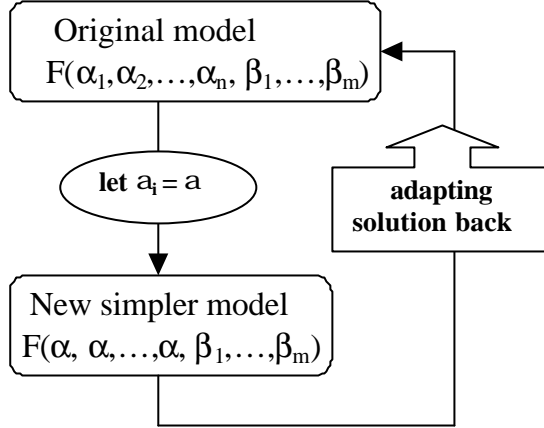 Original model
F(α₁,α₂,…,αₙ, β₁,…,βₘ)
let aᵢ = a
adapting
solution back
New simpler model
F(α, α,…,α, β₁,…,βₘ)